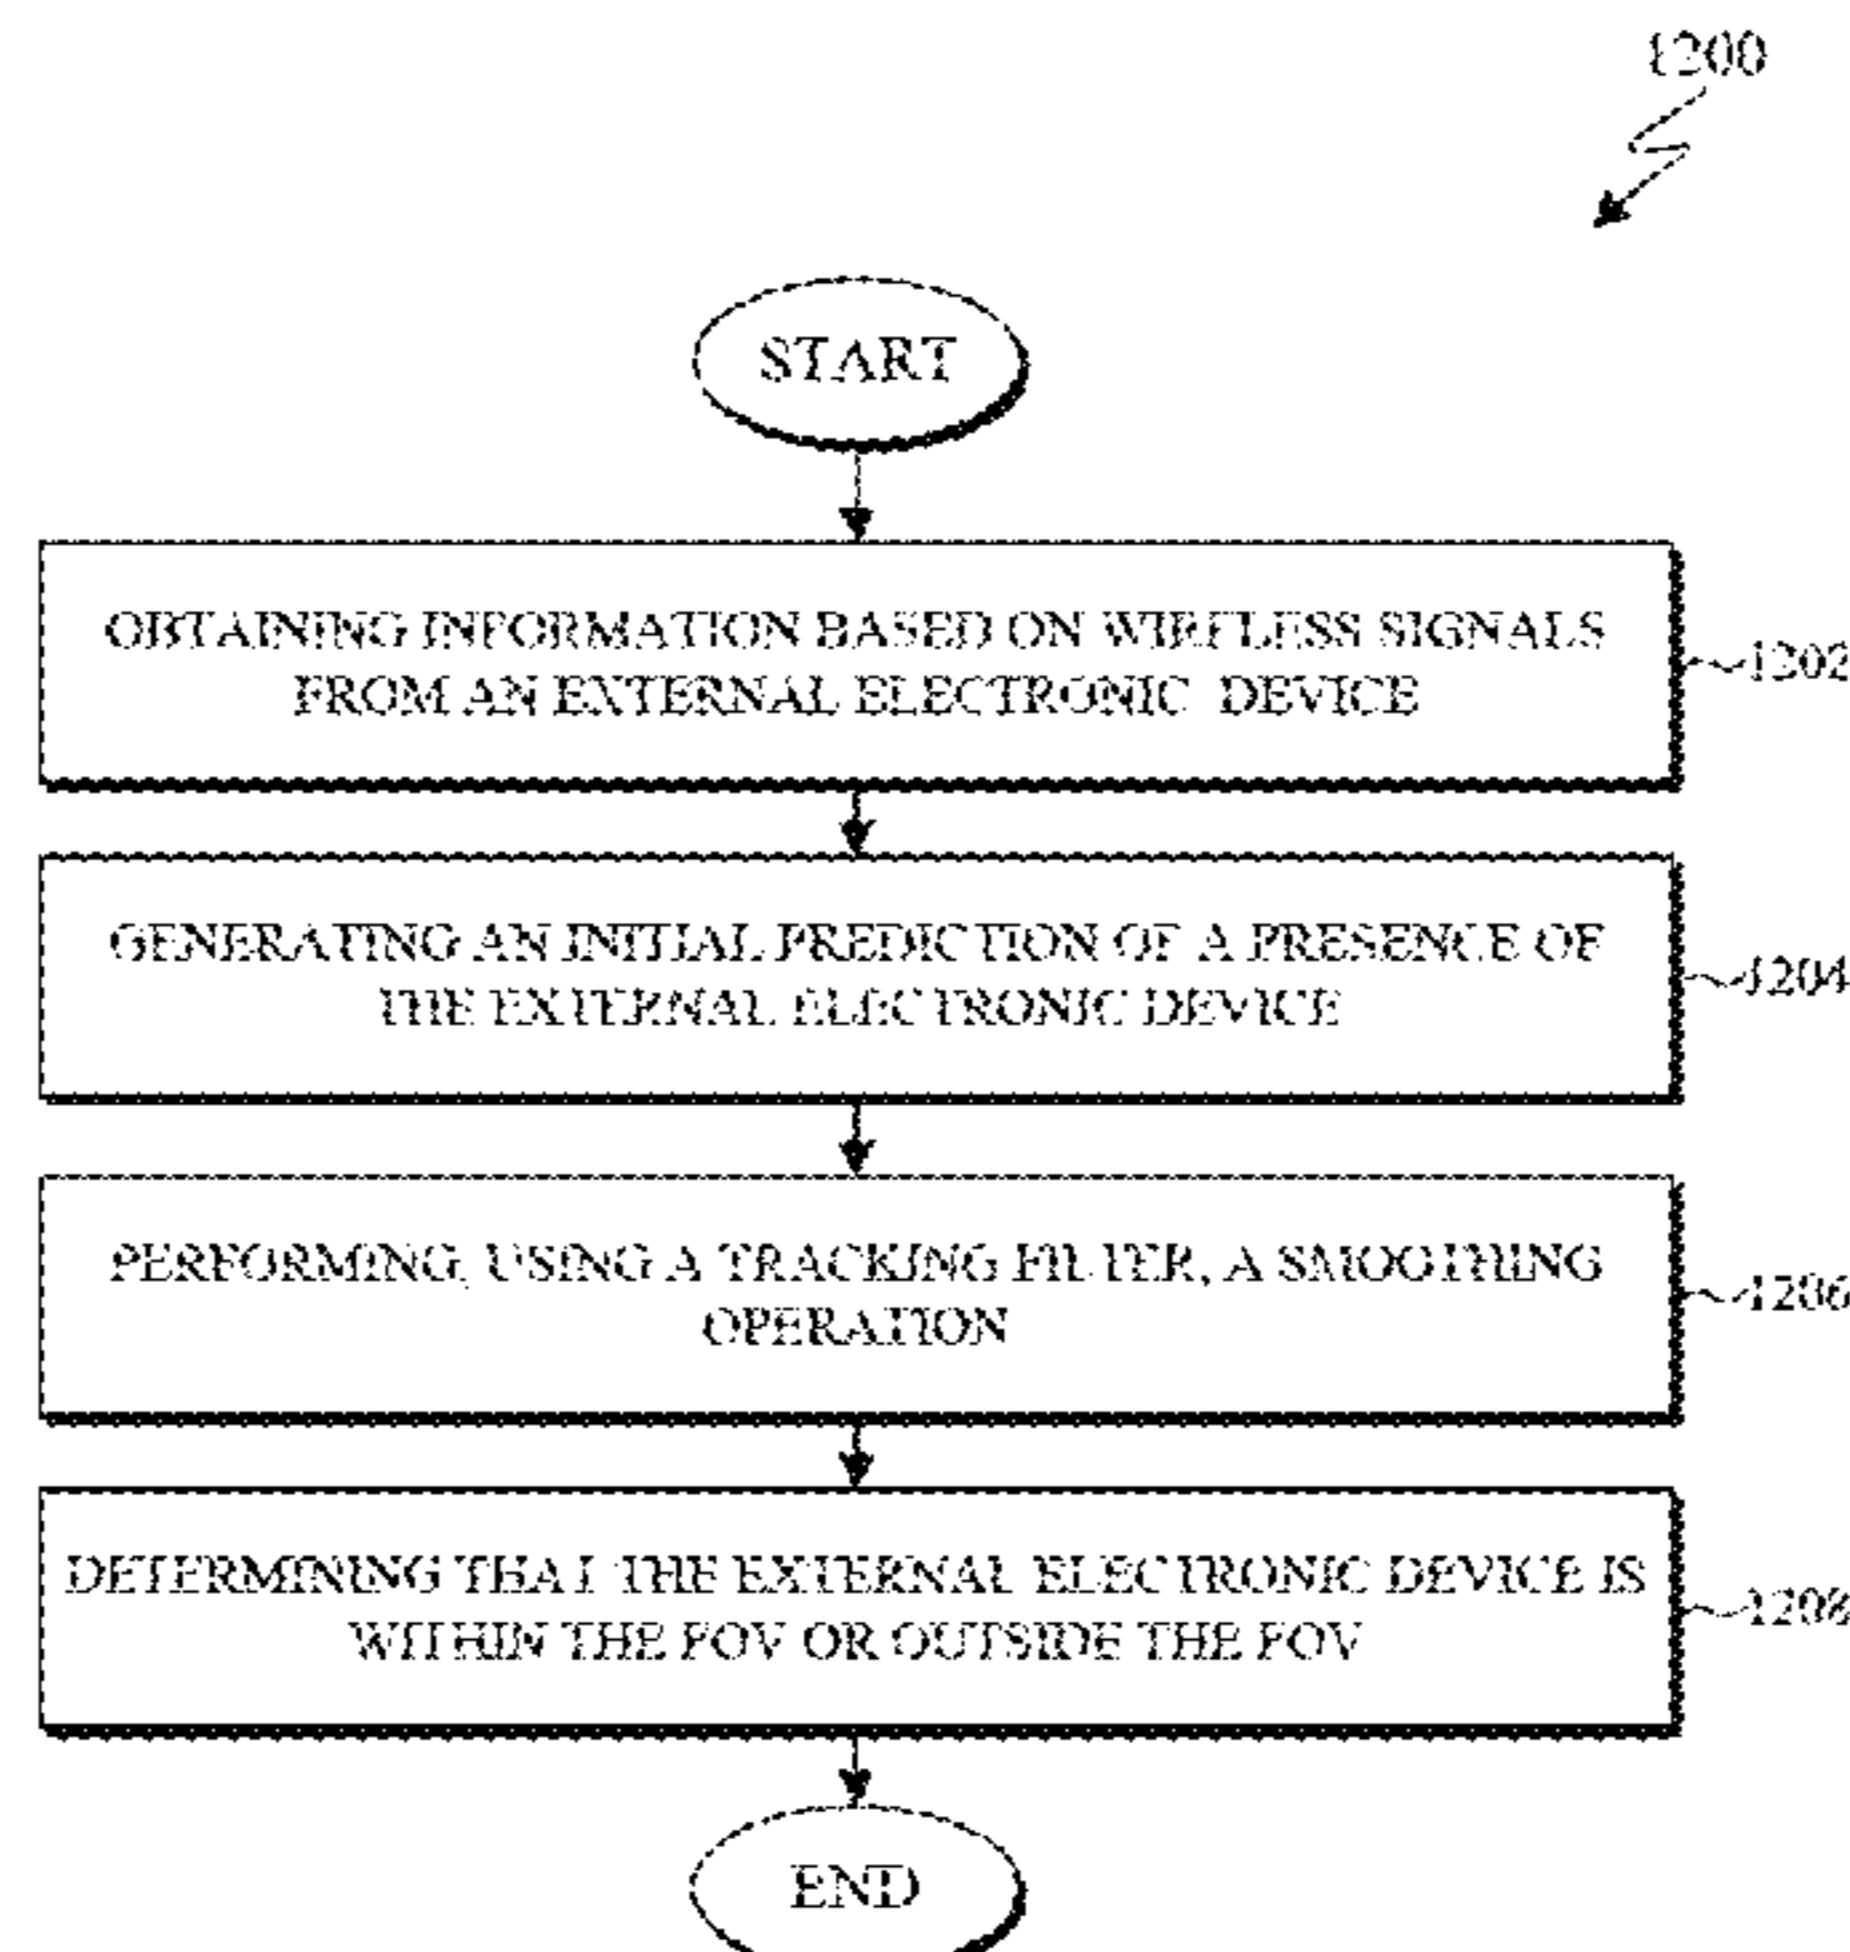 1200
START
OBTAINING INFORMATION BASED ON WIRELESS SIGNALS
FROM AN EXTERNAL ELECTRONIC DEVICE
1202
GENERATING AN INITIAL PREDICTION OF A PRESENCE OF
THE EXTERNAL ELECTRONIC DEVICE
1204
PERFORMING, USING A TRACKING FILTER, A SMOOTHING
OPERATION
1206
DETERMINING THAT THE EXTERNAL ELECTRONIC DEVICE IS
WITHIN THE FOV OR OUTSIDE THE FOV
1208
END